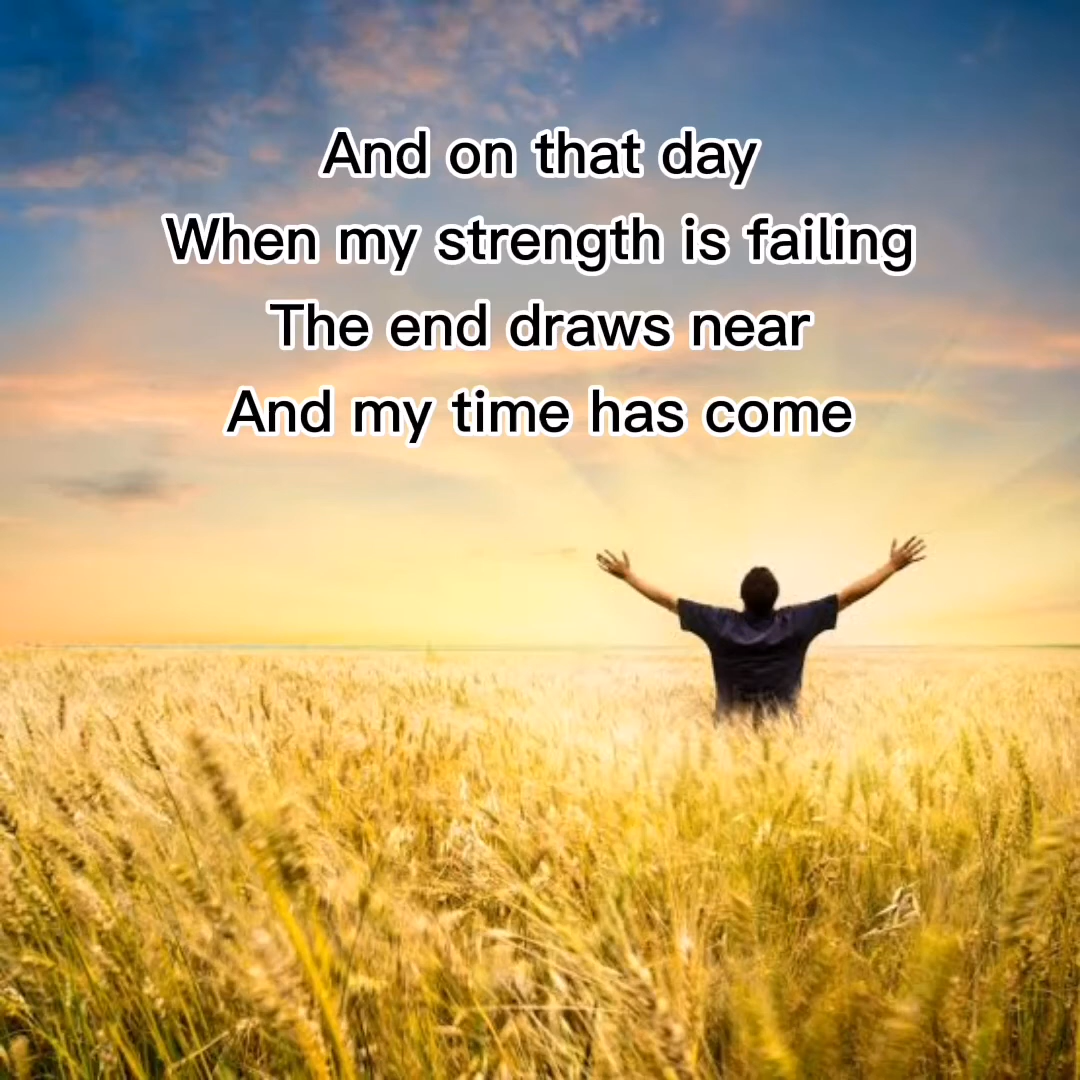 And on that day
When my strength is failing
The end draws near
And my time has come